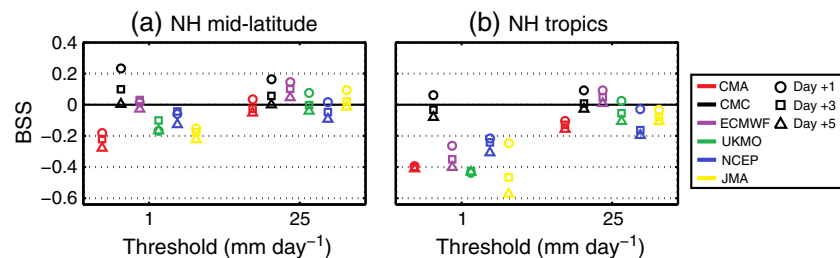 (a) NH mid-latitude
(b) NH tropics
0.4
0.2
0
−0.2
−0.4
−0.6
BSS
1
25
Threshold (mm day⁻¹)
1
25
Threshold (mm day⁻¹)
CMA
CMC
ECMWF
UKMO
NCEP
JMA
Day +1
Day +3
Day +5